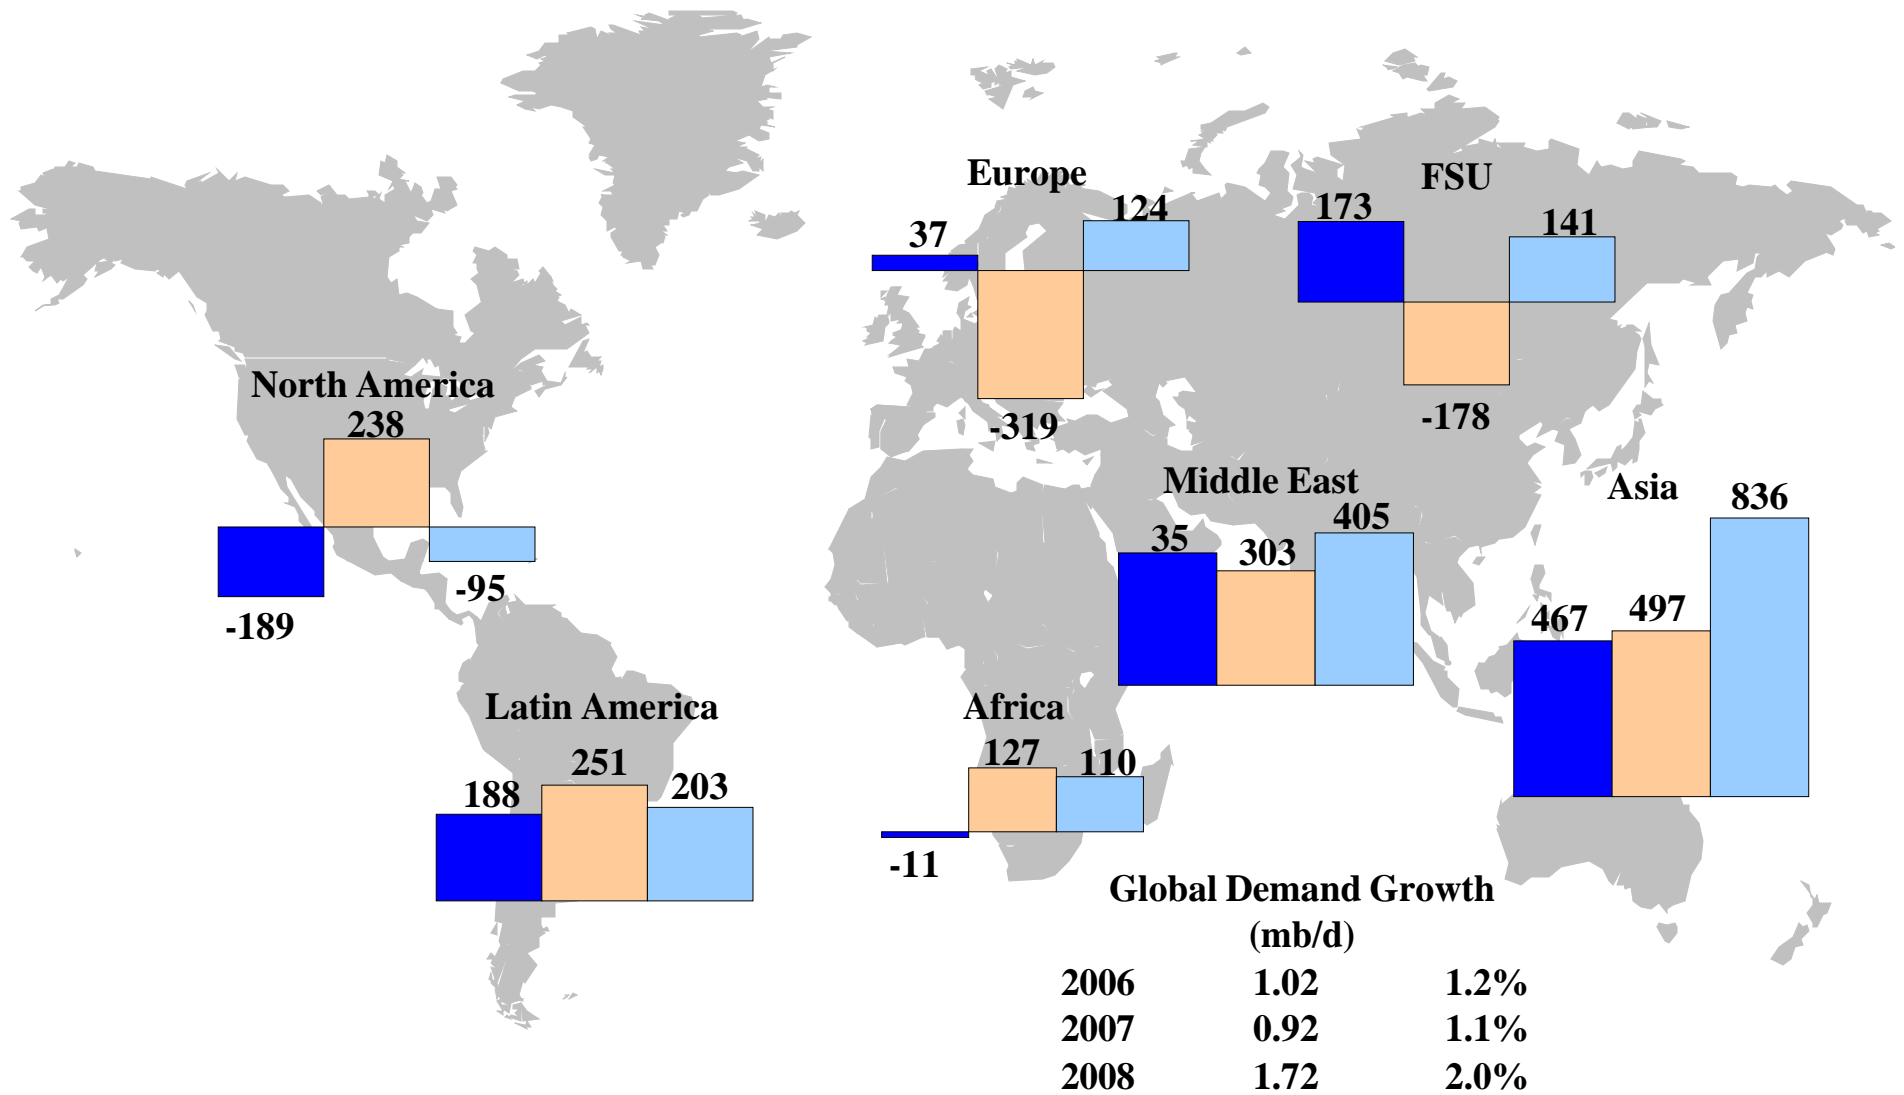 Europe
FSU
37
124
173
141
-319
-178
North America
238
-189
-95
Middle East
35
303
405
Asia
467
497
836
Latin America
188
251
203
Africa
-11
127
110
Global Demand Growth
(mb/d)
2006 1.02 1.2%
2007 0.92 1.1%
2008 1.72 2.0%